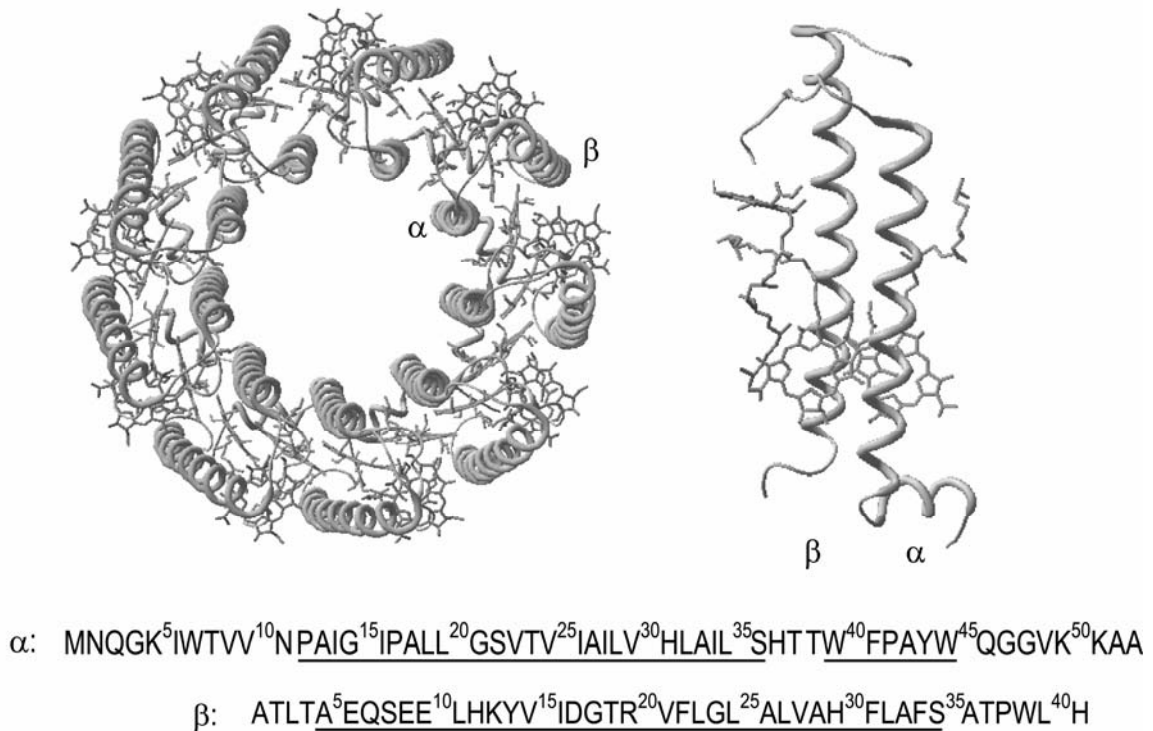 β
α
β α
α: MNQGK⁵IWTVV¹⁰NPAIG¹⁵IPALL²⁰GSVTV²⁵IAILV³⁰HLAIL³⁵SHTTW⁴⁰FPAYW⁴⁵QGGVK⁵⁰KAA
β: ATLTA⁵EQSEE¹⁰LHKYV¹⁵IDGTR²⁰VFLGL²⁵ALVAH³⁰FLAFS³⁵ATPWL⁴⁰H